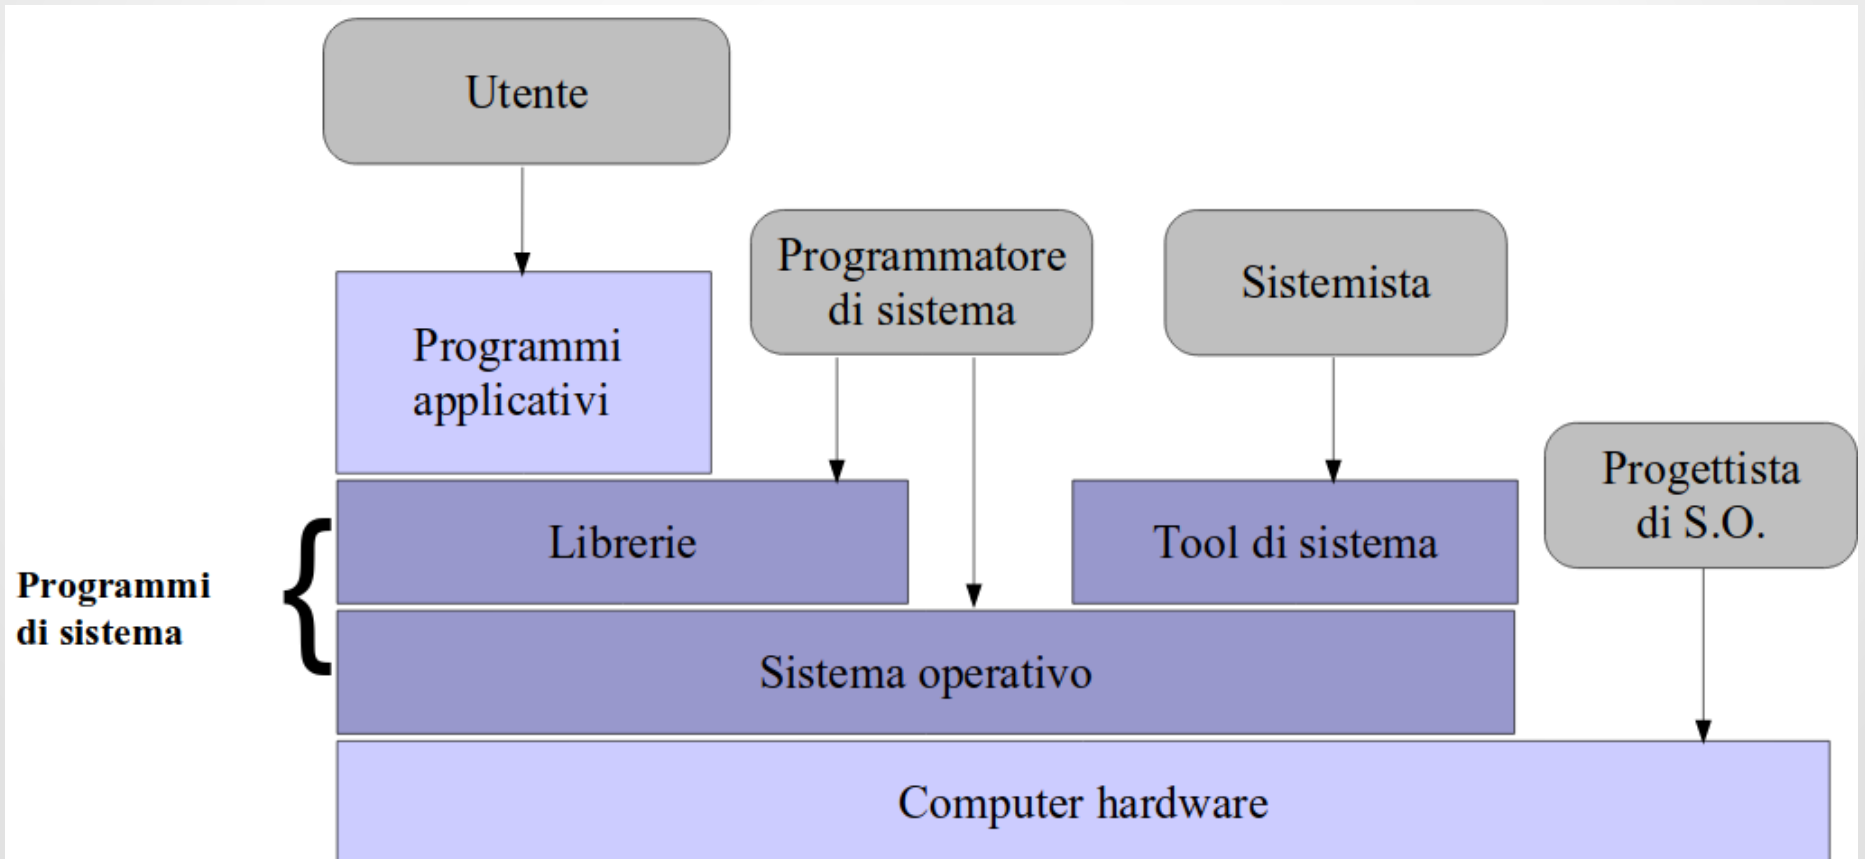 Utente
Programmatore
di sistema
Sistemista
Programmi
applicativi
Progettista
di S.O.
Librerie
Tool di sistema
Programmi
di sistema
Sistema operativo
Computer hardware